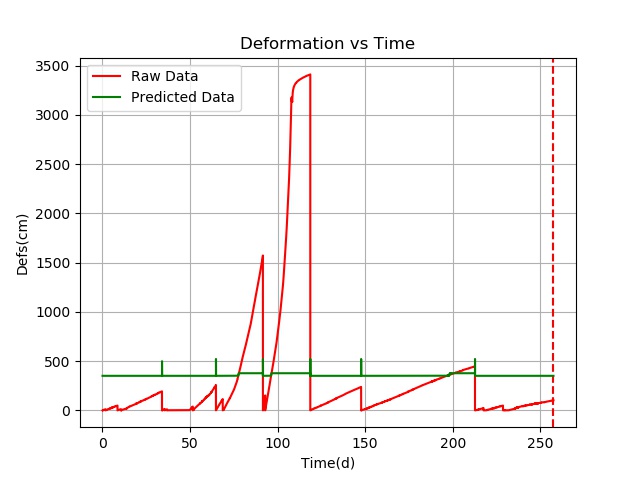 Deformation vs Time
Raw Data
Predicted Data
Defs(cm)
3500
3000
2500
2000
1500
1000
500
0
0 50 100 150 200 250
Time(d)